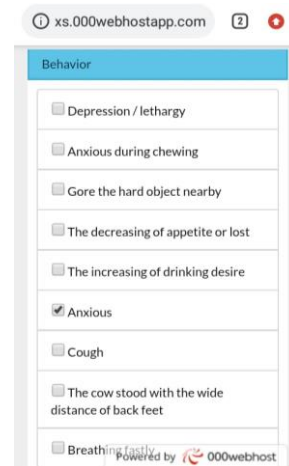 xs.000webhostapp.com 2
Behavior
Depression / lethargy
Anxious during chewing
Gore the hard object nearby
The decreasing of appetite or lost
The increasing of drinking desire
Anxious
Cough
The cow stood with the wide
distance of back feet
Breathing fastly
Powered by 000webhost